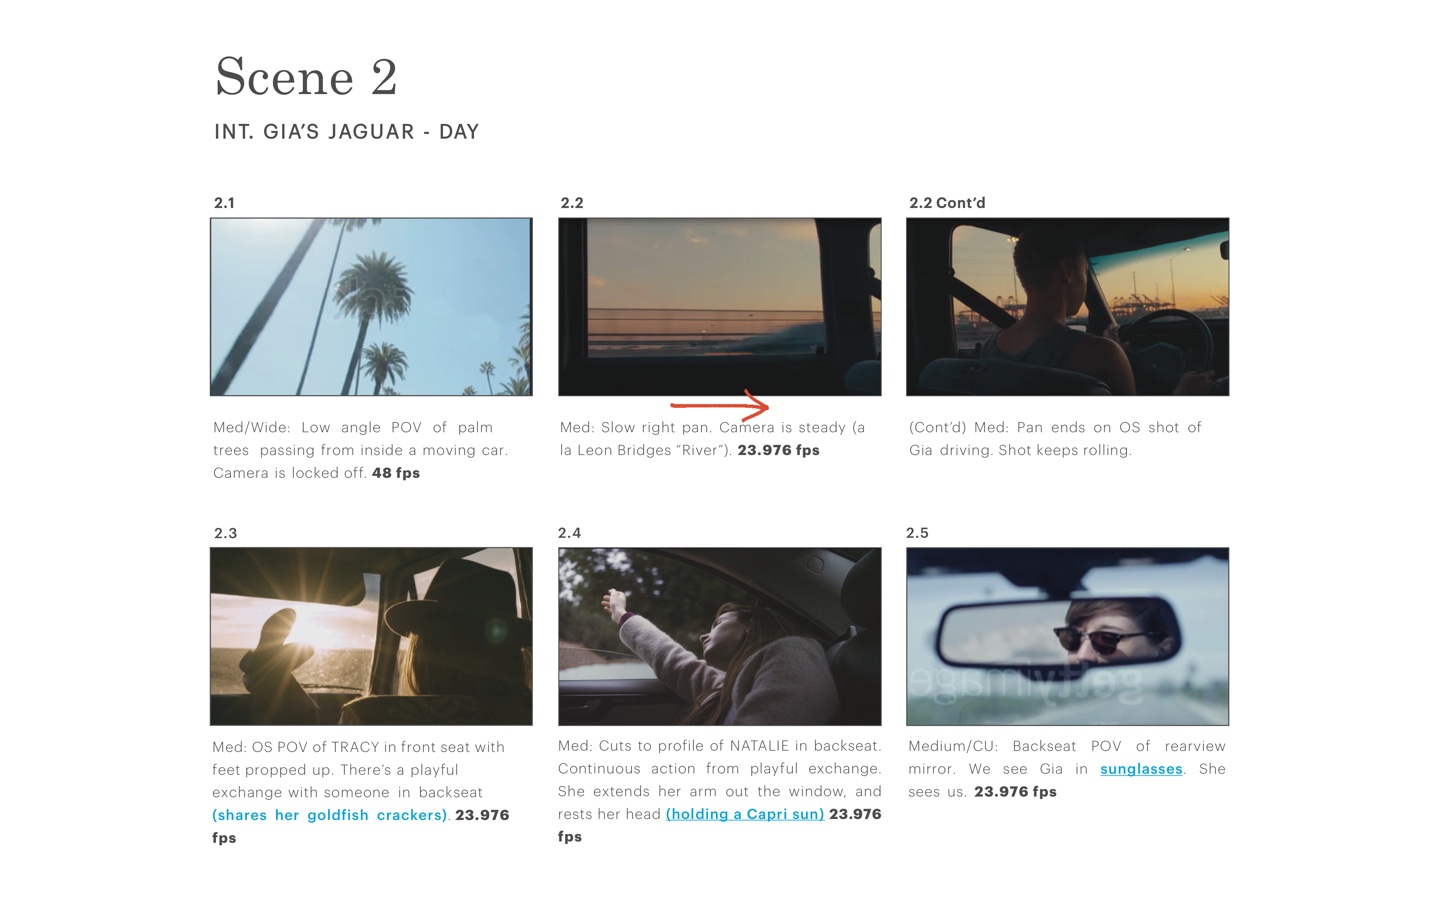 Scene 2
INT. GIA’S JAGUAR - DAY
2.1
Med/Wide: Low angle POV of palm
trees passing from inside a moving car.
Camera is locked off. 48 fps
2.2
Med: Slow right pan. Camera is steady (a
la Leon Bridges “River”). 23.976 fps
2.2 Cont’d
(Cont’d) Med: Pan ends on OS shot of
Gia driving. Shot keeps rolling.
2.3
Med: OS POV of TRACY in front seat with
feet propped up. There’s a playful
exchange with someone in backseat
(shares her goldfish crackers). 23.976
fps
2.4
Med: Cuts to profile of NATALIE in backseat.
Continuous action from playful exchange.
She extends her arm out the window, and
rests her head (holding a Capri sun) 23.976
fps
2.5
gettyimage
Medium/CU: Backseat POV of rearview
mirror. We see Gia in sunglasses. She
sees us. 23.976 fps